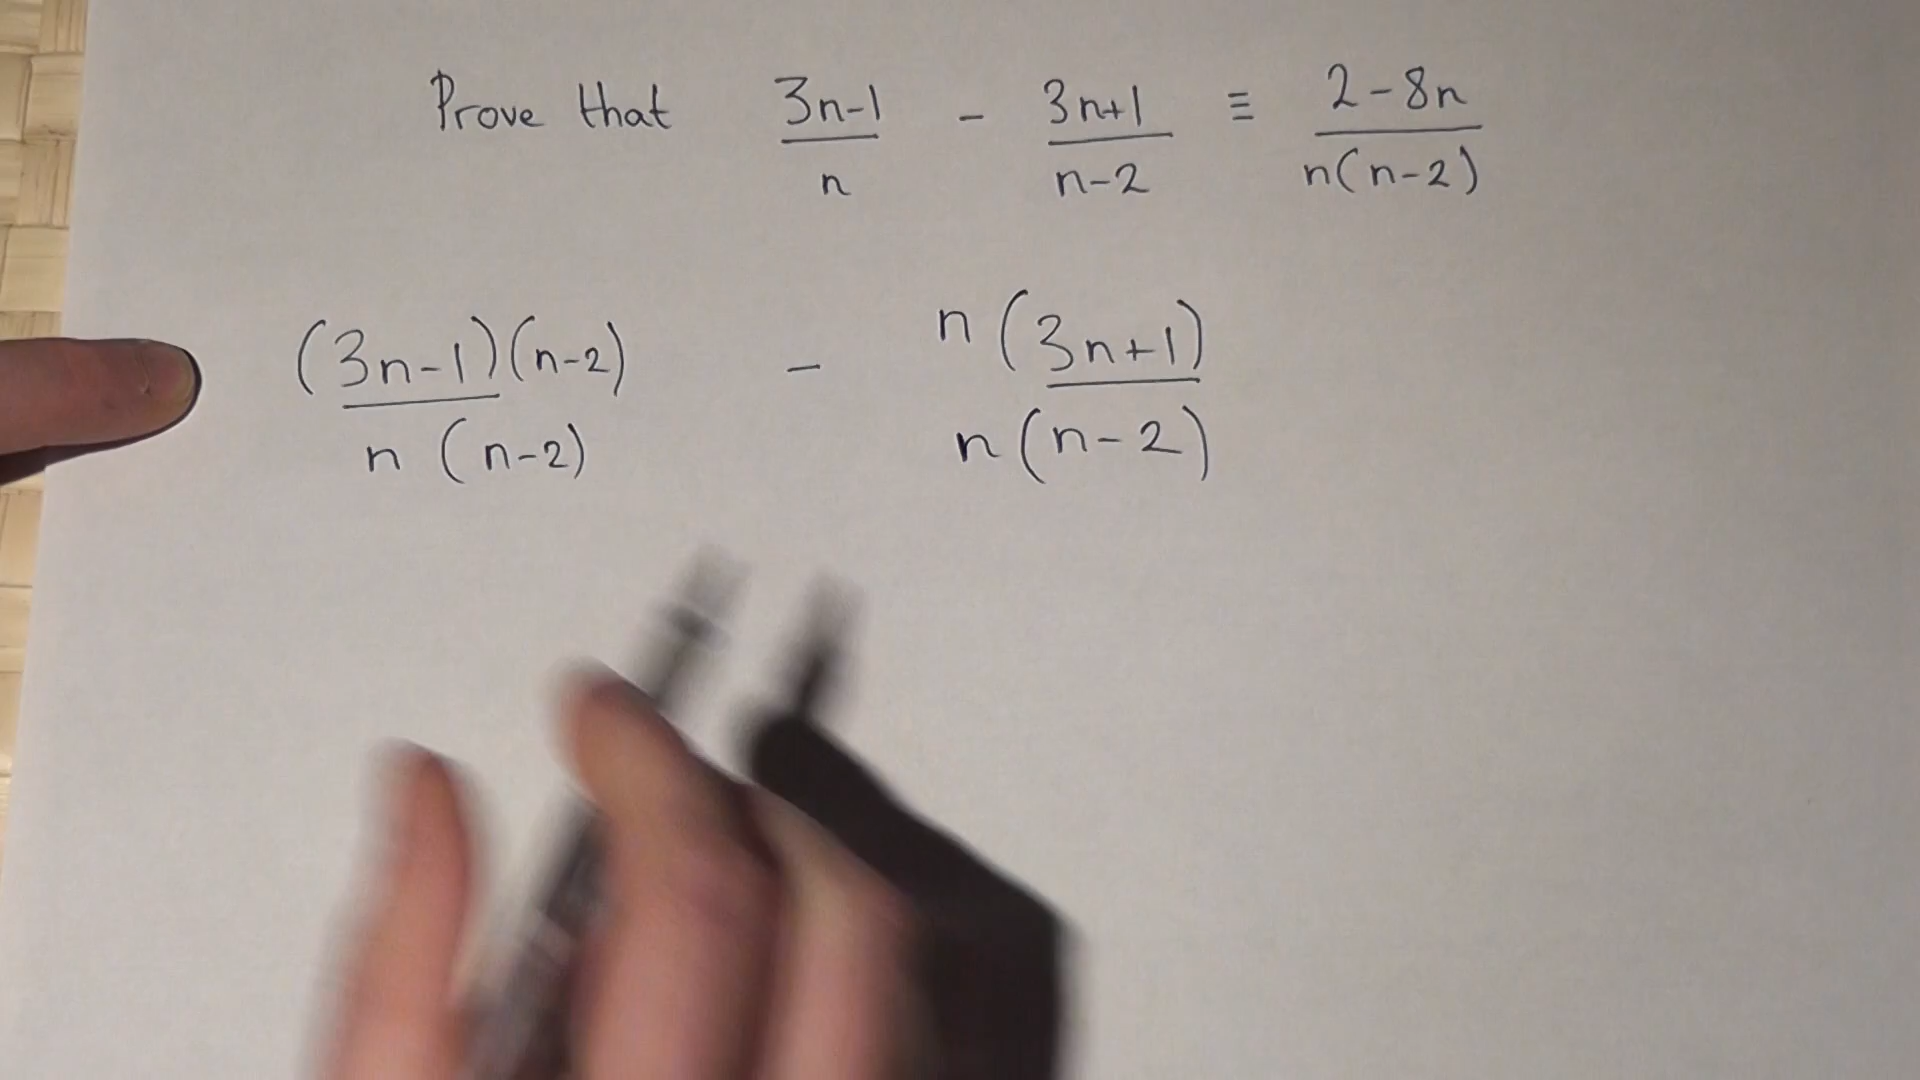 Prove that 3n-1 - 3n+1 ≡ 2-8n
n n-2 n(n-2)
(3n-1)(n-2) - n(3n+1)
n(n-2) n(n-2)